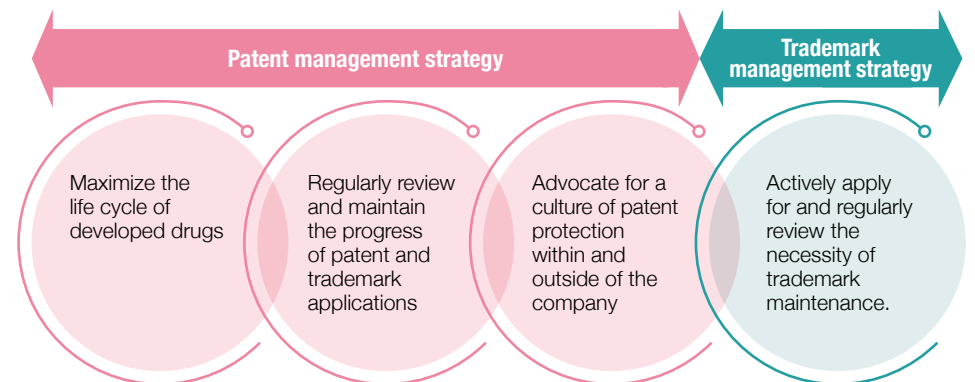 Patent management strategy
Trademark
management strategy
Maximize the
life cycle of
developed drugs
Regularly review
and maintain
the progress
of patent and
trademark
applications
Advocate for a
culture of patent
protection
within and
outside of the
company
Actively apply
for and regularly
review the
necessity of
trademark
maintenance.